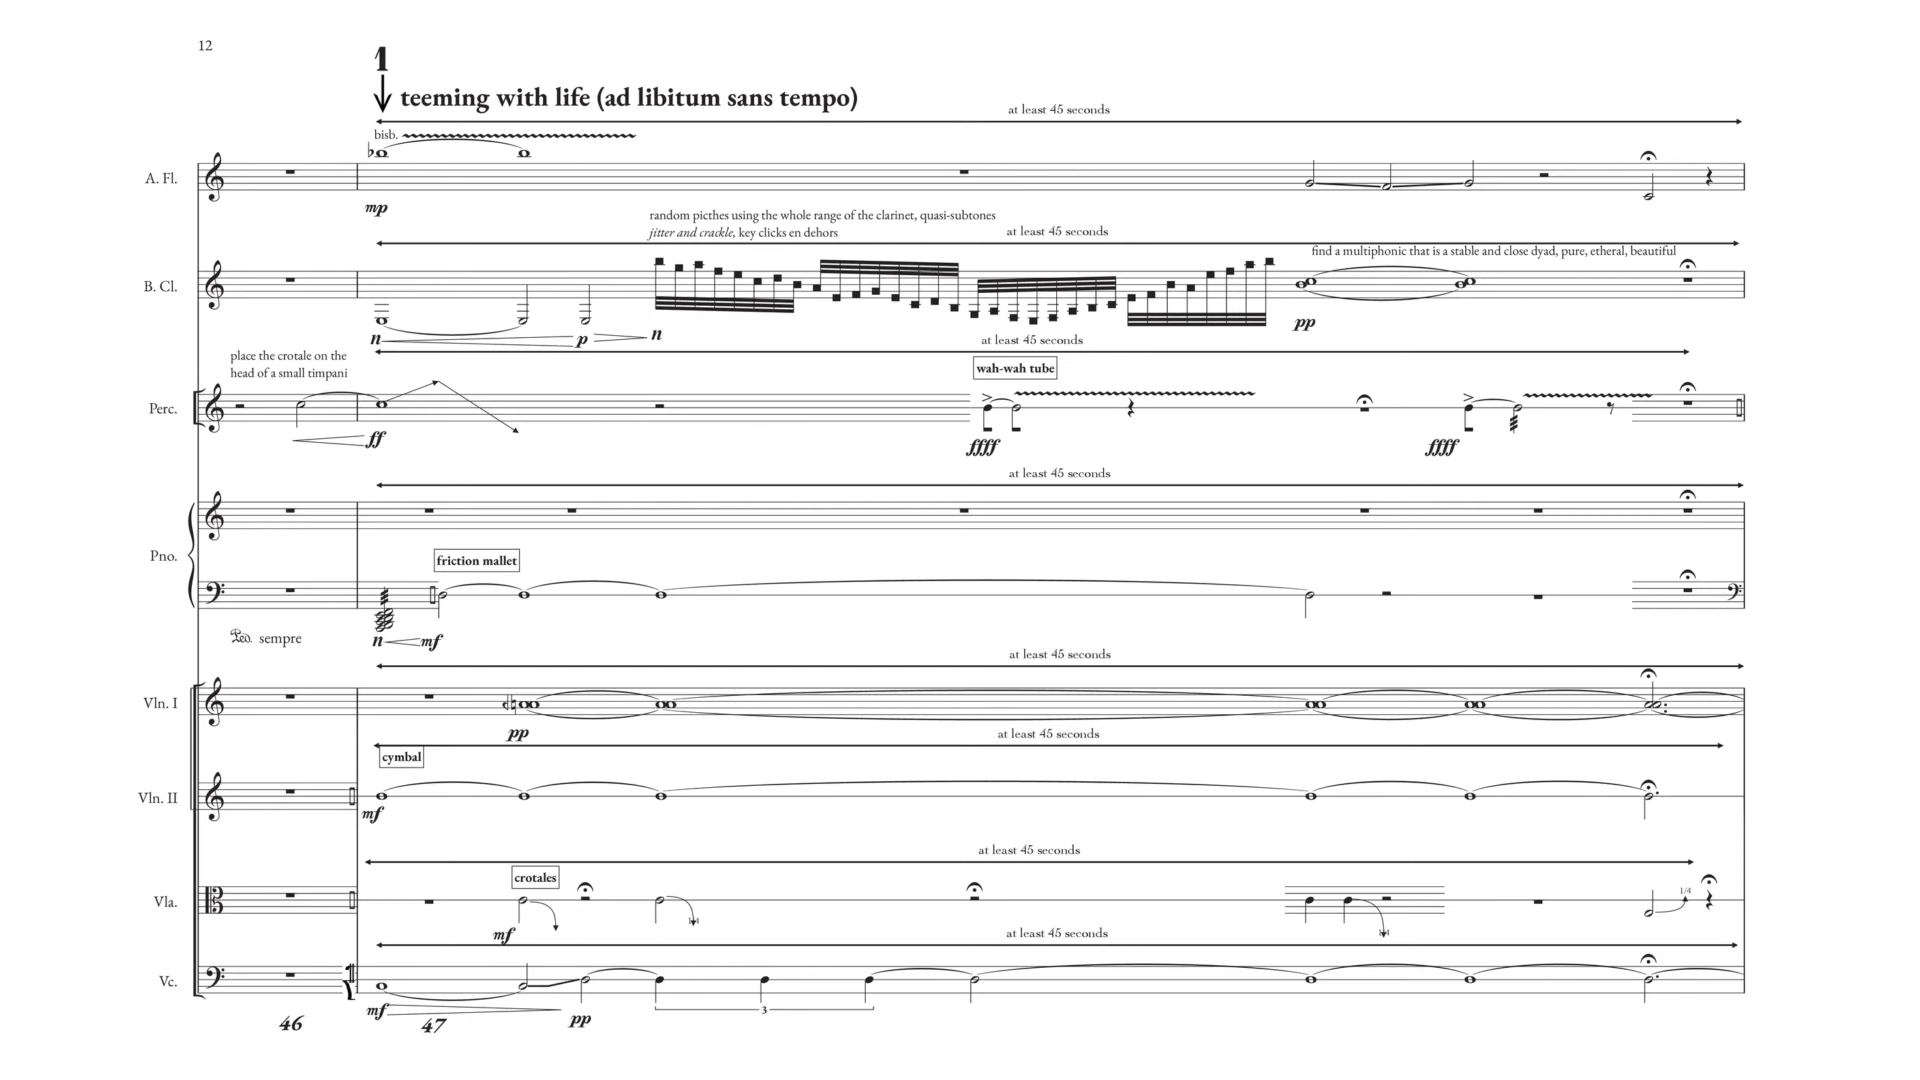 12
1
teeming with life (ad libitum sans tempo)
at least 45 seconds
bisb.
A. Fl.
mp
random picthes using the whole range of the clarinet, quasi-subtones
jitter and crackle, key clicks en dehors
at least 45 seconds
find a multiphonic that is a stable and close dyad, pure, etheral, beautiful
B. Cl.
n
p
n
pp
at least 45 seconds
place the crotale on the
head of a small timpani
wah-wah tube
Perc.
ff
ffff
ffff
at least 45 seconds
Pno.
friction mallet
Ped. sempre
n
mf
at least 45 seconds
Vln. I
pp
at least 45 seconds
cymbal
Vln. II
mf
at least 45 seconds
crotales
1/4
Vla.
mf
at least 45 seconds
Vc.
mf
pp
3
46
47